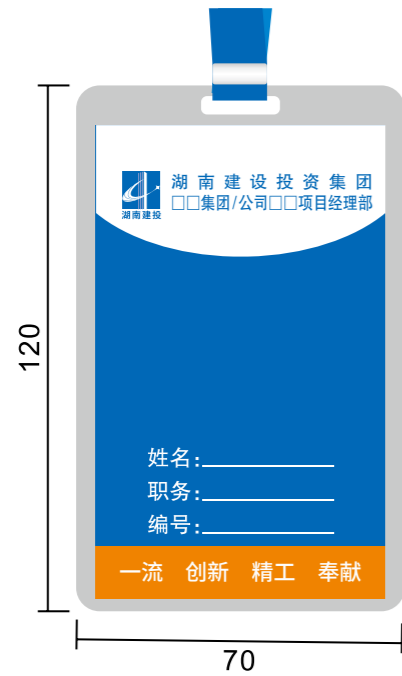 湖南建设投资集团
□□集团/公司□□项目经理部
湖南建投
120
姓名:
职务:
编号:
一流 创新 精工 奉献
70